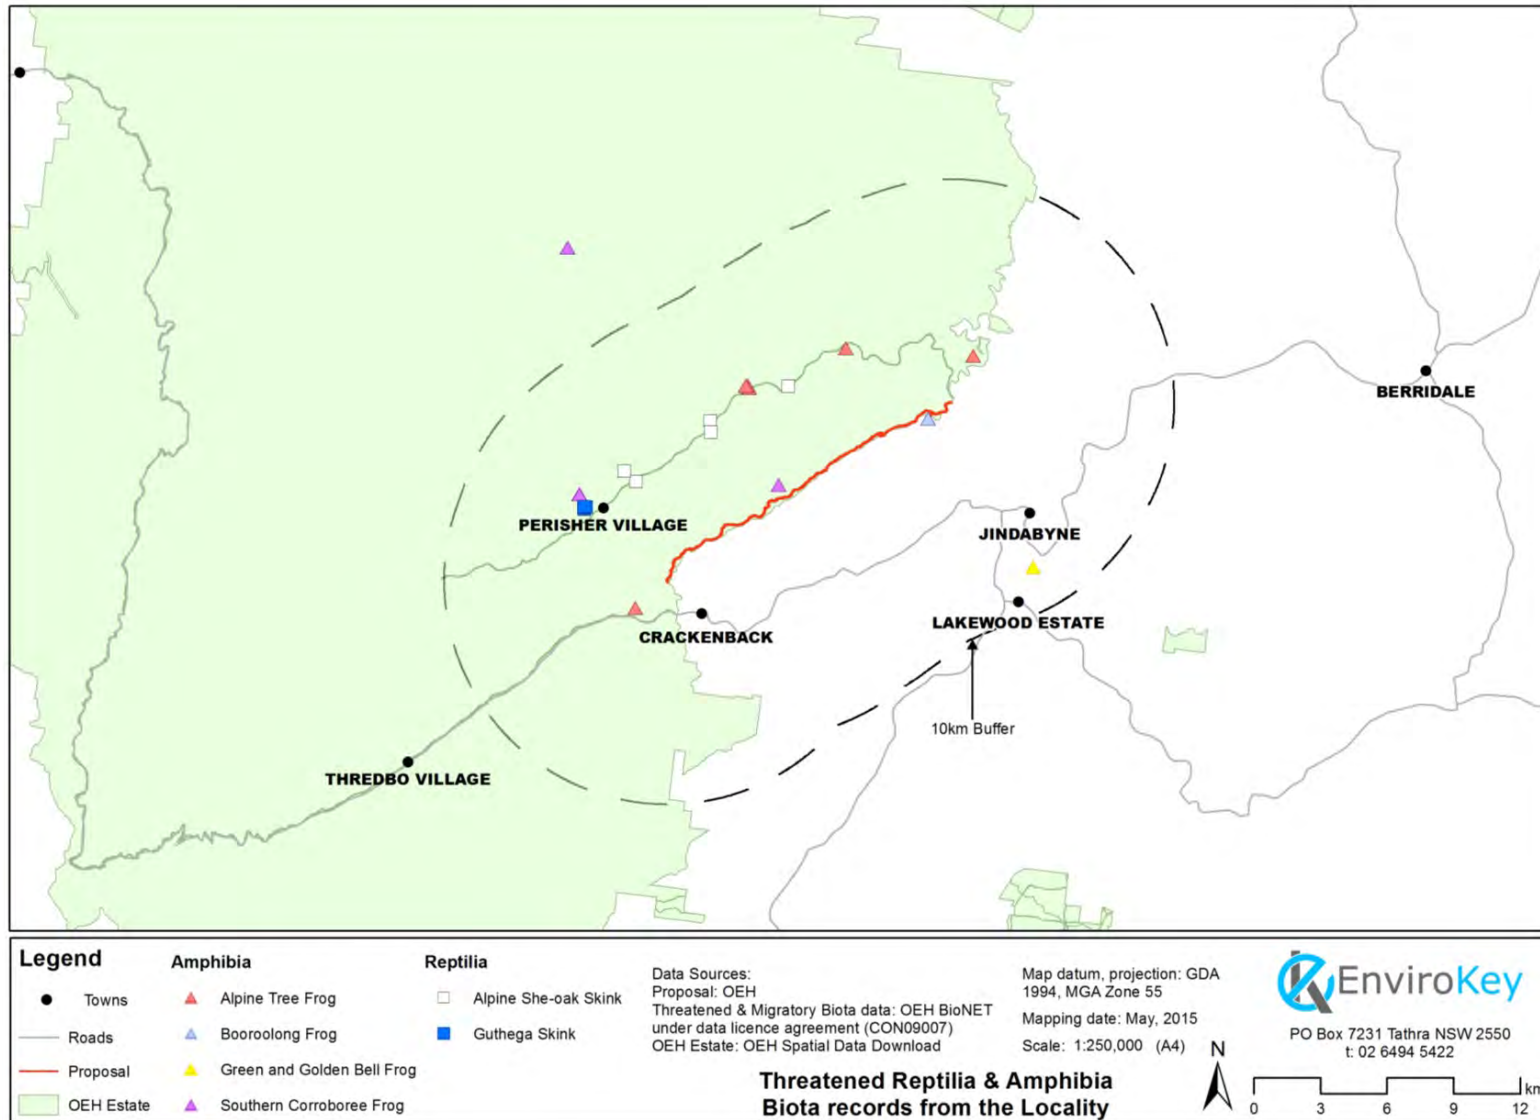 PERISHER VILLAGE
BERRIDALE
JINDABYNE
LAKEWOOD ESTATE
CRACKENBACK
10km Buffer
THREDBO VILLAGE
Legend
Towns
Roads
Proposal
OEH Estate
Amphibia
Alpine Tree Frog
Booroolong Frog
Green and Golden Bell Frog
Southern Corroboree Frog
Reptilia
Alpine She-oak Skink
Guthega Skink
Data Sources:
Proposal: OEH
Threatened & Migratory Biota data: OEH BioNET
under data licence agreement (CON09007)
OEH Estate: OEH Spatial Data Download
Map datum, projection: GDA
1994, MGA Zone 55
Mapping date: May, 2015
Scale: 1:250,000 (A4)
Threatened Reptilia & Amphibia
Biota records from the Locality
N
EnviroKey
PO Box 7231 Tathra NSW 2550
t: 02 6494 5422
km
0 3 6 9 12